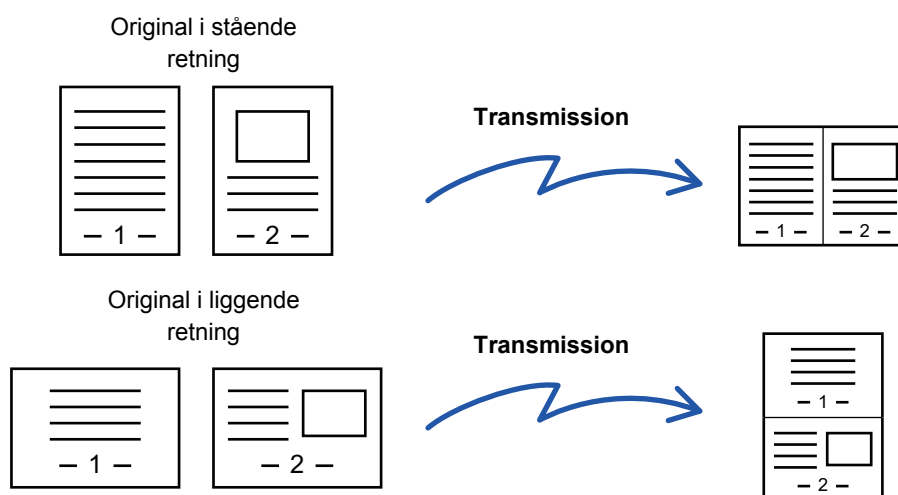 Original i stående
retning
Transmission
– 1 –
– 2 –
– 1 –
– 2 –
Original i liggende
retning
Transmission
– 1 –
– 2 –
– 1 –
– 2 –